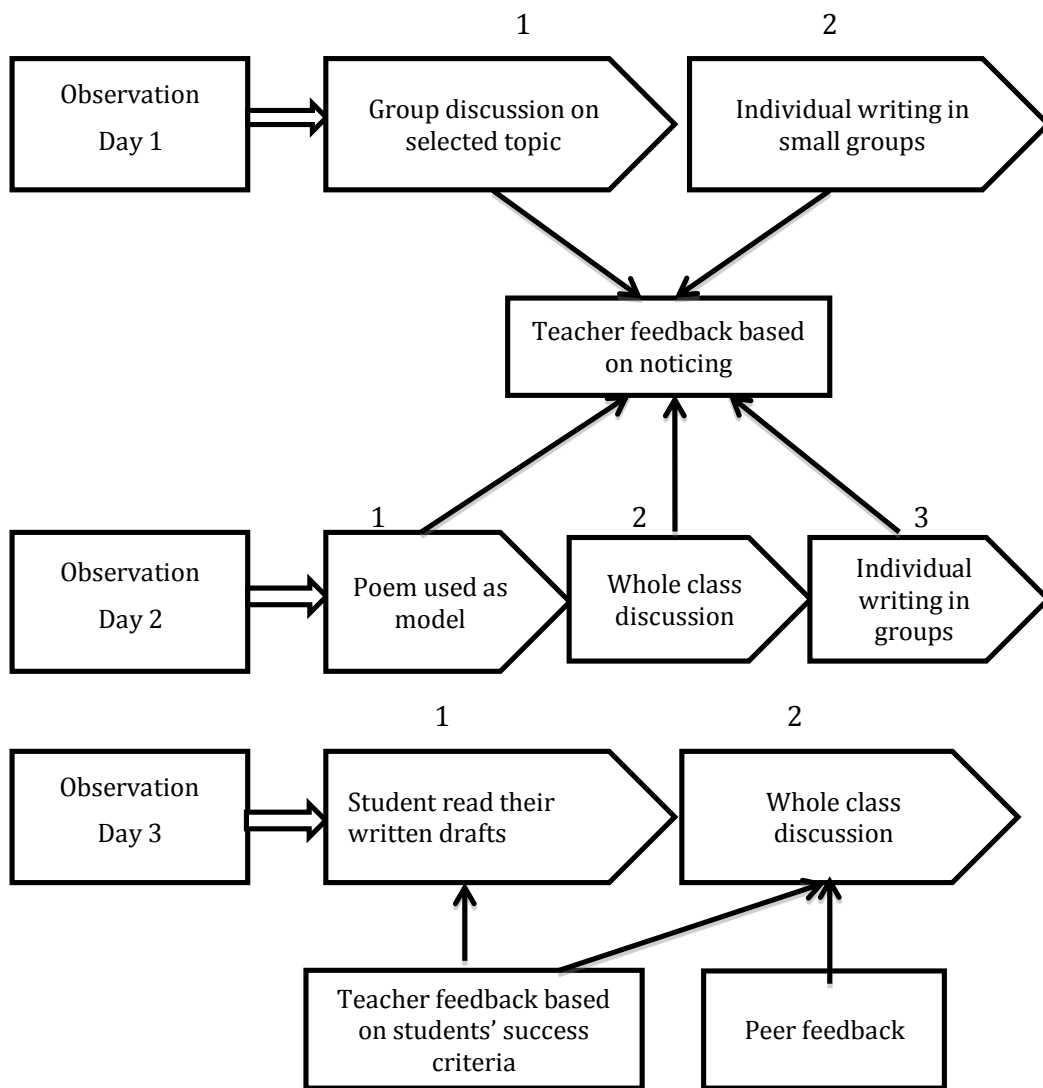 1
2
Observation
Day 1
Group discussion on
selected topic
Individual writing in
small groups
Teacher feedback based
on noticing
1
2
3
Observation
Day 2
Poem used as
model
Whole class
discussion
Individual
writing in
groups
1
2
Observation
Day 3
Student read their
written drafts
Whole class
discussion
Teacher feedback based
on students’ success
criteria
Peer feedback